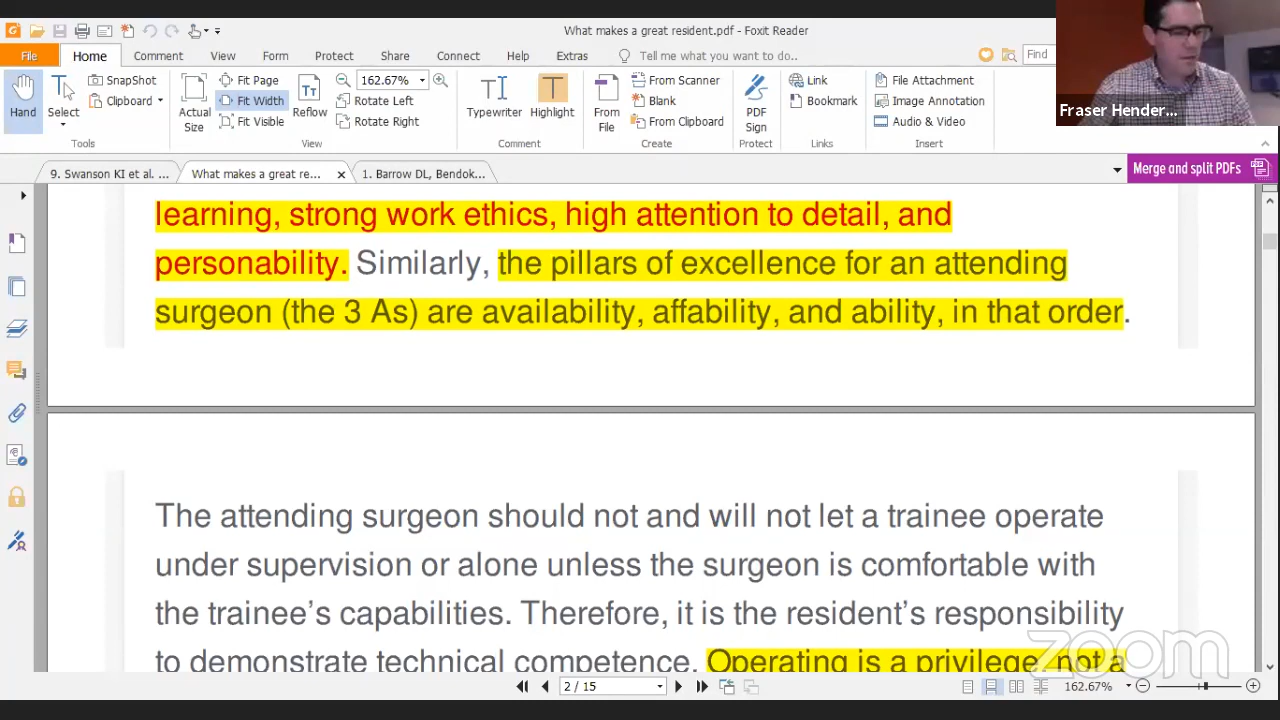 What makes a great resident.pdf - Foxit Reader
File Home Comment View Form Protect Share Connect Help Extras Tell me what you want to do.. Find
Hand Select SnapShot Clipboard Actual Size Fit Page Fit Width Fit Visible Reflow 162.67% Rotate Left Rotate Right Typewriter Highlight From File From Scanner Blank From Clipboard PDF Sign Link Bookmark File Attachment Image Annotation Audio & Video
Fraser Hender...
Tools View Comment Create Protect Links Insert
9. Swanson KI et al. ... What makes a great re... 1. Barrow DL, Bendok... Merge and split PDFs
learning, strong work ethics, high attention to detail, and
personability. Similarly, the pillars of excellence for an attending
surgeon (the 3 As) are availability, affability, and ability, in that order.
The attending surgeon should not and will not let a trainee operate
under supervision or alone unless the surgeon is comfortable with
the trainee's capabilities. Therefore, it is the resident's responsibility
to demonstrate technical competence. Operating is a privilege, not a
zoom
2 / 15 162.67%